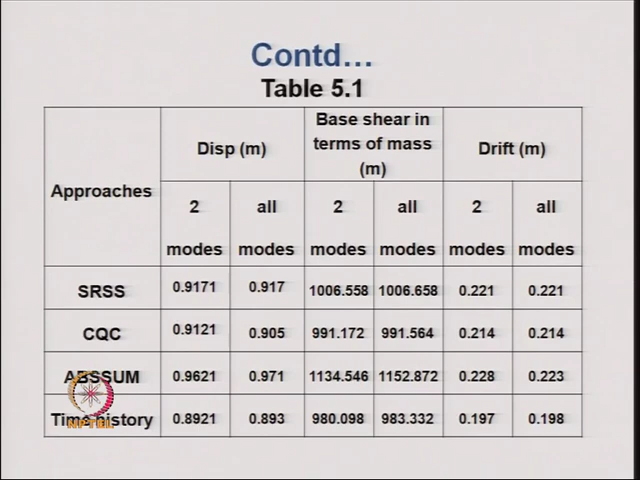 Contd...
Table 5.1
Approaches Disp (m) Base shear in terms of mass (m) Drift (m)
2 modes all modes 2 modes all modes 2 modes all modes
SRSS 0.9171 0.917 1006.558 1006.658 0.221 0.221
CQC 0.9121 0.905 991.172 991.564 0.214 0.214
ABSSUM 0.9621 0.971 1134.546 1152.872 0.228 0.223
Time history 0.8921 0.893 980.098 983.332 0.197 0.198
NPTEL